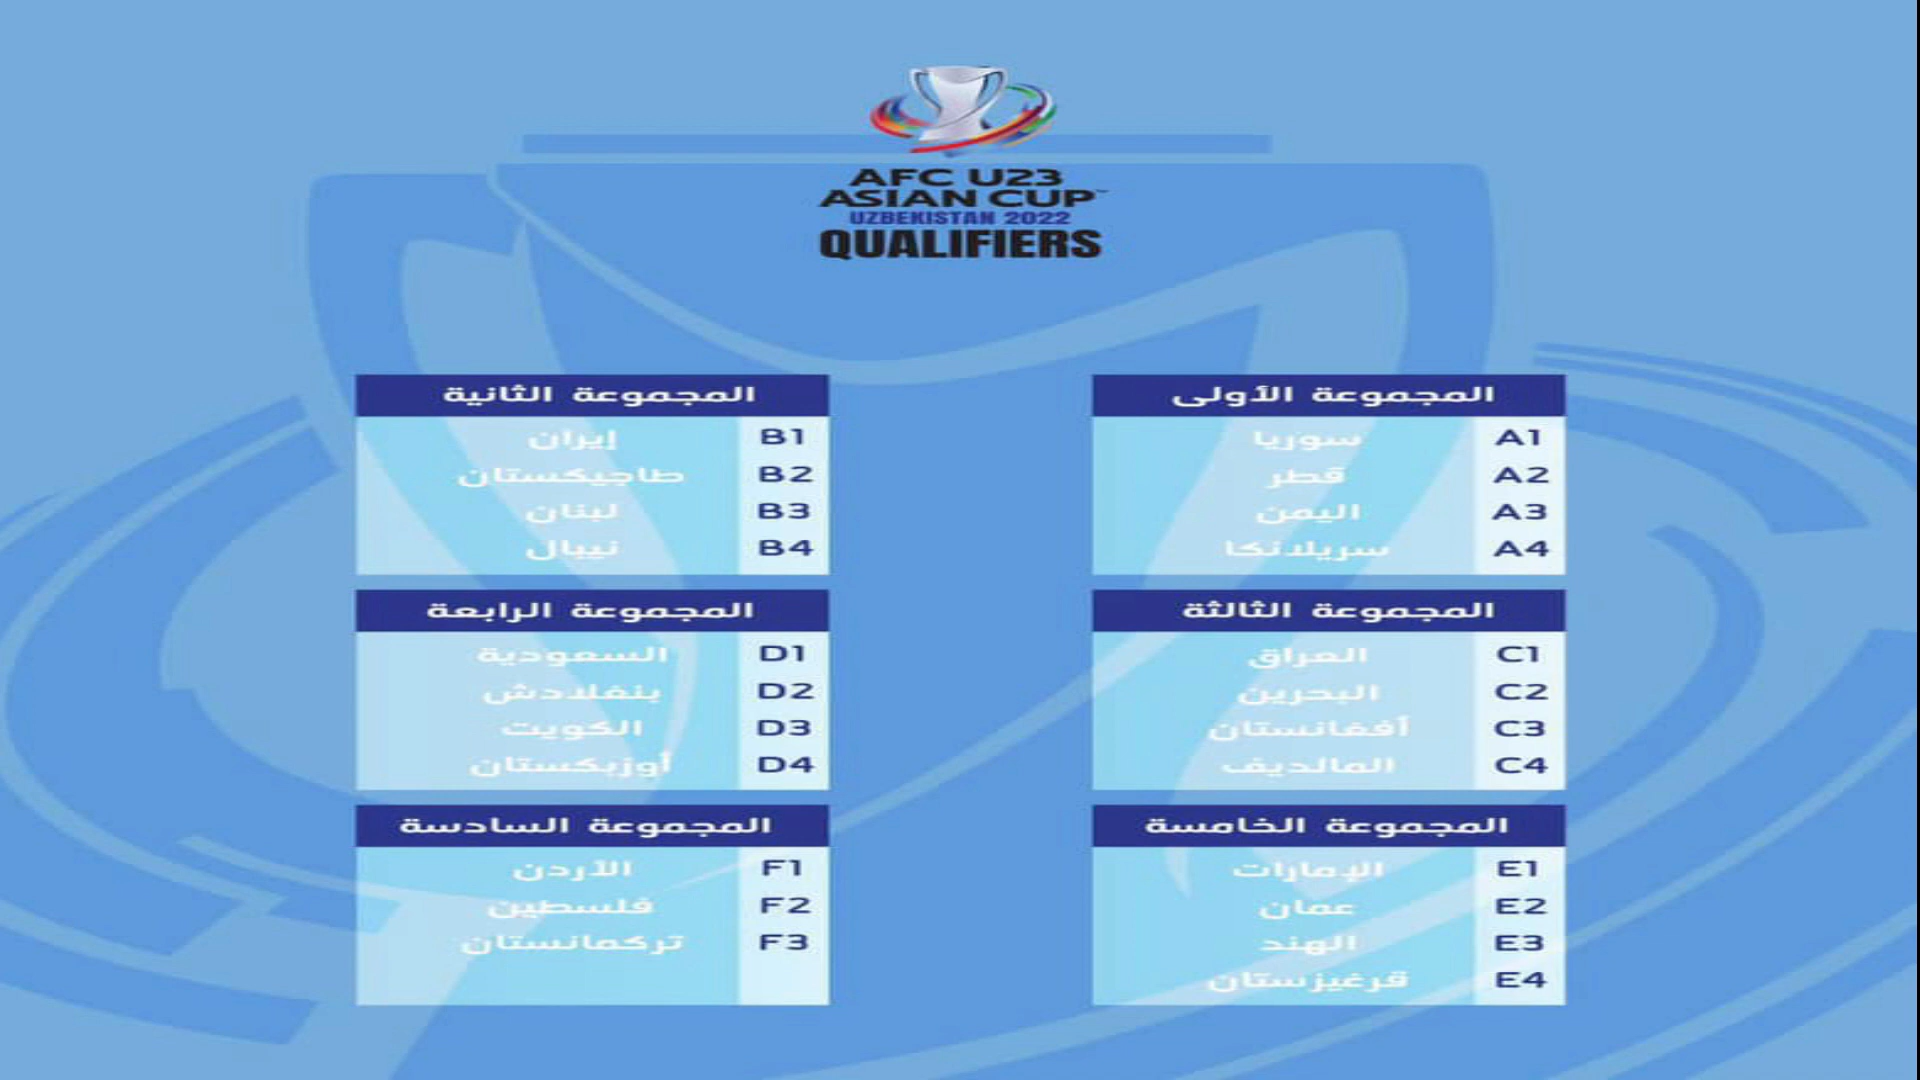 AFC U23
ASIAN CUP™
UZBEKISTAN 2022
QUALIFIERS
المجموعة الأولى
A1 سوريا
A2 قطر
A3 اليمن
A4 سريلانكا
المجموعة الثانية
B1 إيران
B2 طاجيكستان
B3 لبنان
B4 نيبال
المجموعة الثالثة
C1 العراق
C2 البحرين
C3 أفغانستان
C4 المالديف
المجموعة الرابعة
D1 السعودية
D2 بنغلادش
D3 الكويت
D4 أوزبكستان
المجموعة الخامسة
E1 الإمارات
E2 عمان
E3 الهند
E4 قرغيزستان
المجموعة السادسة
F1 الأردن
F2 فلسطين
F3 تركمانستان